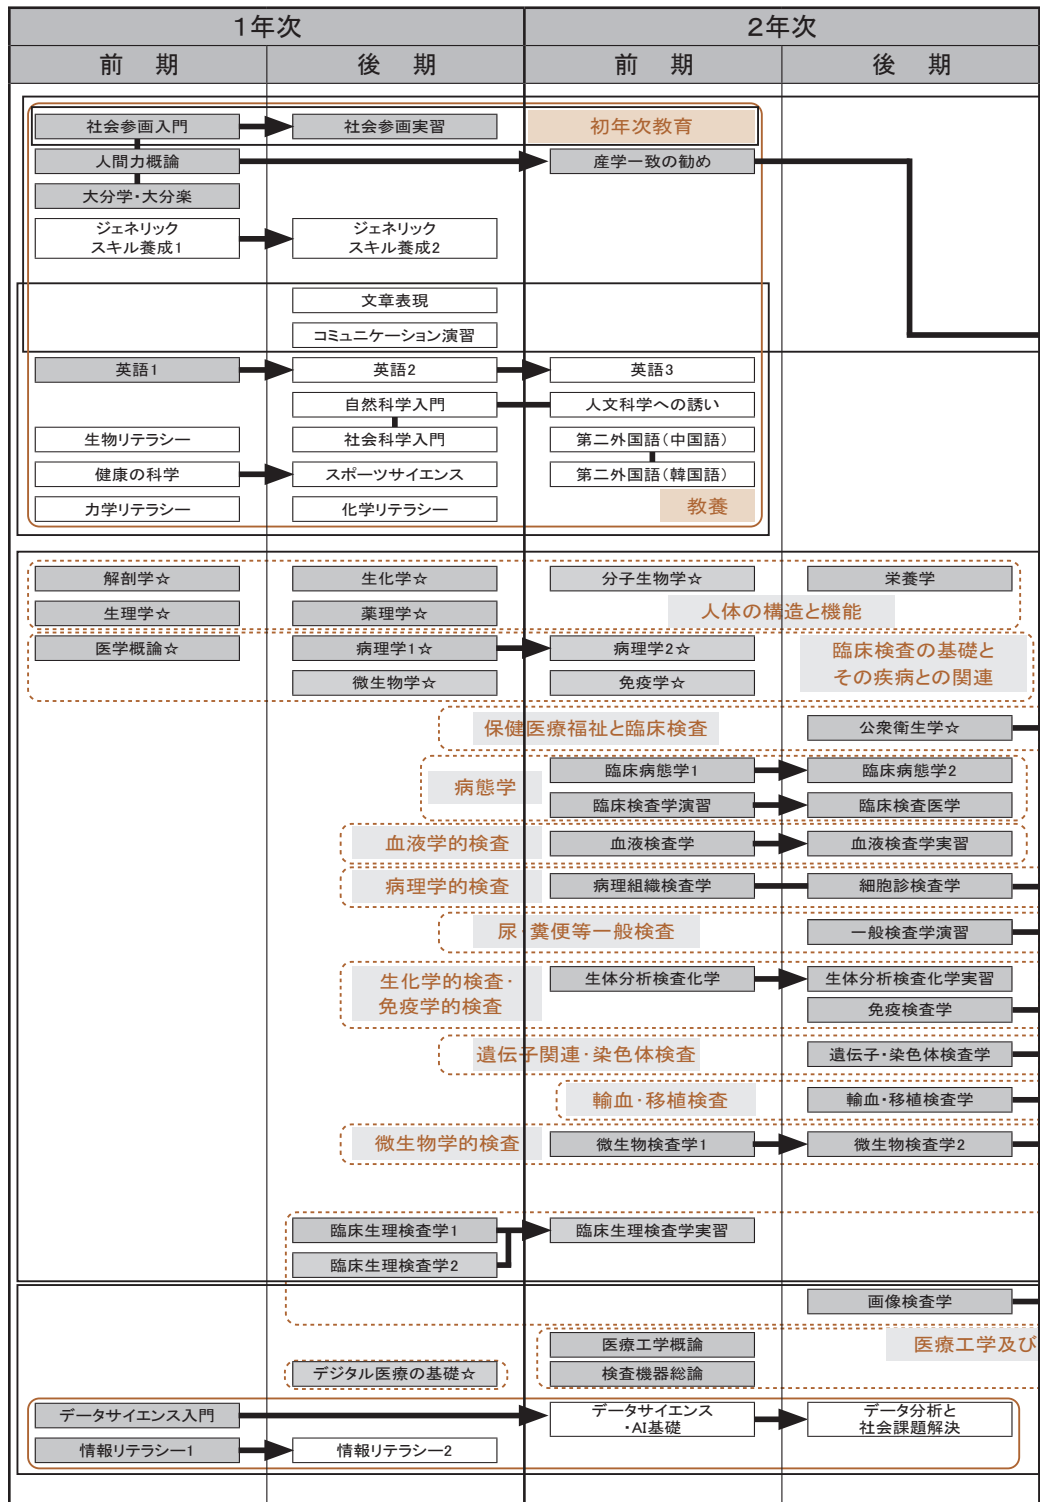 1年次
2年次
前　期
後　期
前　期
後　期
社会参画入門
社会参画実習
初年次教育
人間力概論
産学一致の勧め
大分学・大分楽
ジェネリック
スキル養成1
ジェネリック
スキル養成2
文章表現
コミュニケーション演習
英語1
英語2
英語3
自然科学入門
人文科学への誘い
生物リテラシー
社会科学入門
第二外国語(中国語)
健康の科学
スポーツサイエンス
第二外国語(韓国語)
力学リテラシー
化学リテラシー
教養
解剖学☆
生化学☆
分子生物学☆
栄養学
生理学☆
薬理学☆
人体の構造と機能
医学概論☆
病理学1☆
病理学2☆
臨床検査の基礎と
その疾病との関連
微生物学☆
免疫学☆
保健医療福祉と臨床検査
公衆衛生学☆
病態学
臨床病態学1
臨床病態学2
臨床検査学演習
臨床検査医学
血液学的検査
血液検査学
血液検査学実習
病理学的検査
病理組織検査学
細胞診検査学
尿·糞便等一般検査
一般検査学演習
生化学的検査·
免疫学的検査
生体分析検査化学
生体分析検査化学実習
免疫検査学
遺伝子関連·染色体検査
遺伝子・染色体検査学
輸血·移植検査
輸血・移植検査学
微生物学的検査
微生物検査学1
微生物検査学2
臨床生理検査学1
臨床生理検査学実習
臨床生理検査学2
画像検査学
医療工学概論
医療工学及び
デジタル医療の基礎☆
検査機器総論
データサイエンス入門
データサイエンス
・AI基礎
データ分析と
社会課題解決
情報リテラシー1
情報リテラシー2